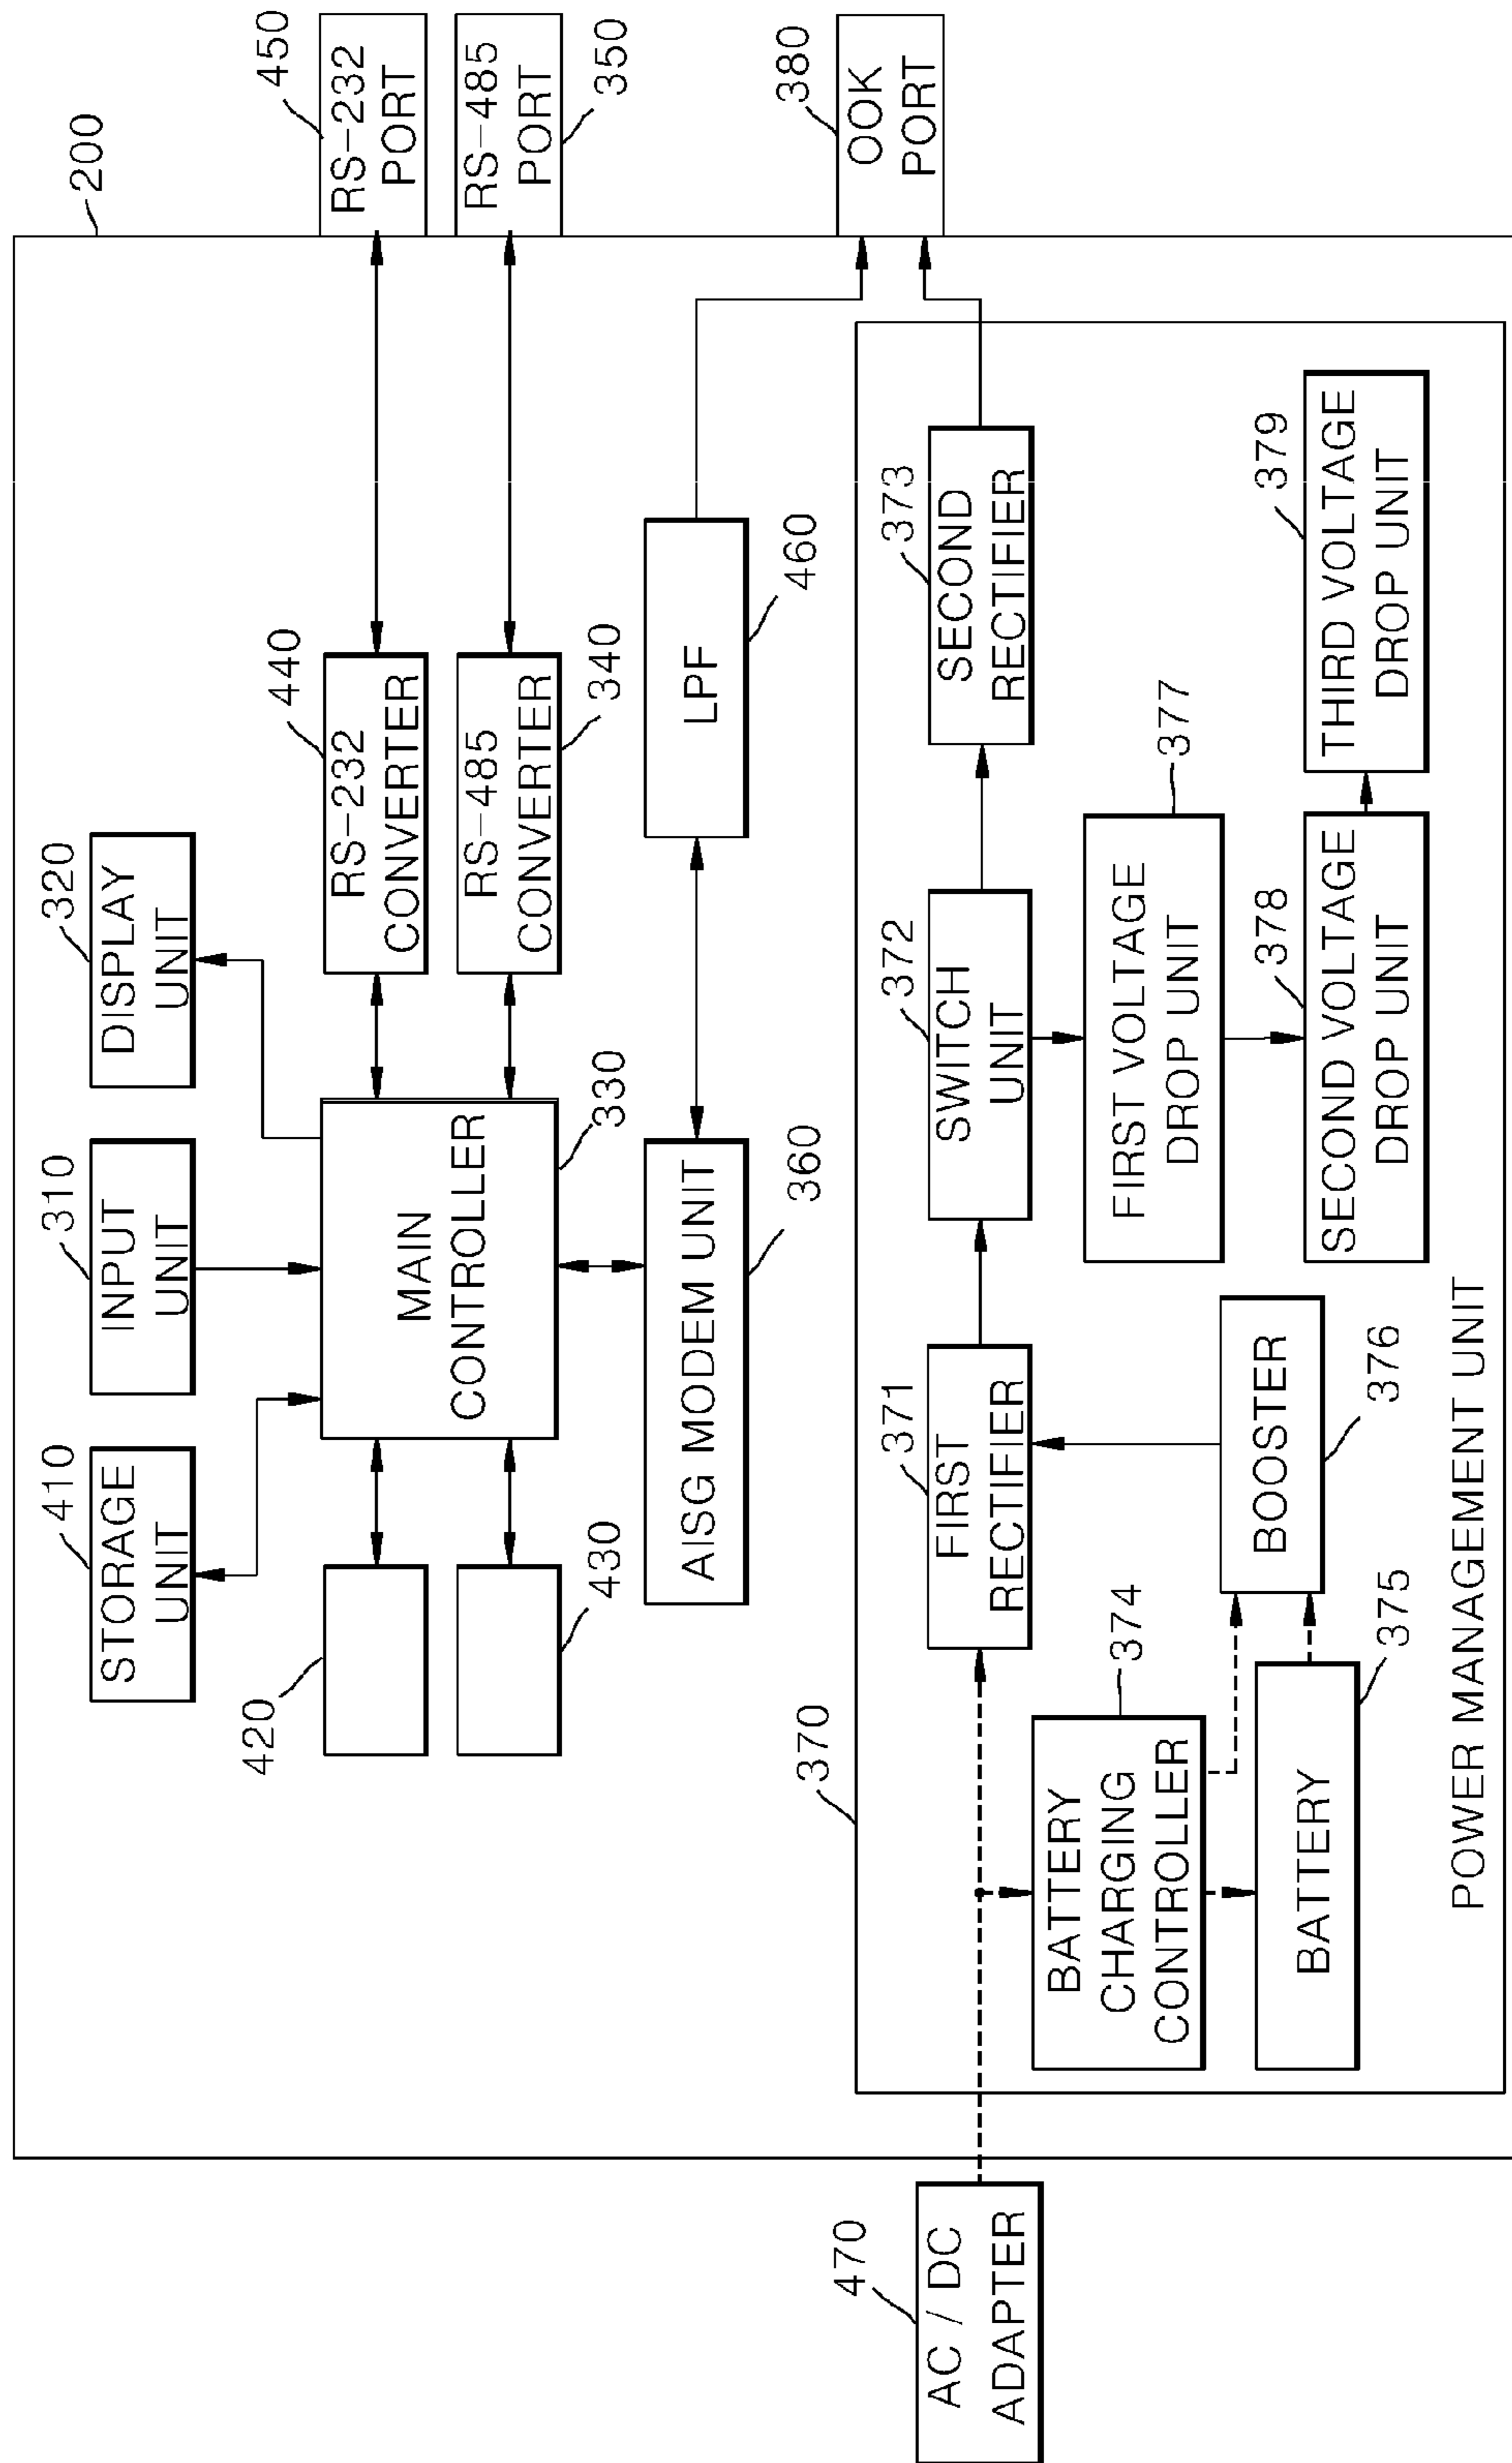 200
410
STORAGE
UNIT
310
INPUT
UNIT
320
DISPLAY
UNIT
420
430
MAIN
CONTROLLER
330
440
RS-232
CONVERTER
RS-485
CONVERTER
340
450
RS-232
PORT
RS-485
PORT
350
AISG MODEM UNIT
360
LPF
460
380
OOK
PORT
470
AC / DC
ADAPTER
370
371
FIRST
RECTIFIER
372
SWITCH
UNIT
373
SECOND
RECTIFIER
374
BATTERY
CHARGING
CONTROLLER
BATTERY
375
BOOSTER
376
FIRST VOLTAGE
DROP UNIT
377
378
SECOND VOLTAGE
DROP UNIT
379
THIRD VOLTAGE
DROP UNIT
POWER MANAGEMENT UNIT